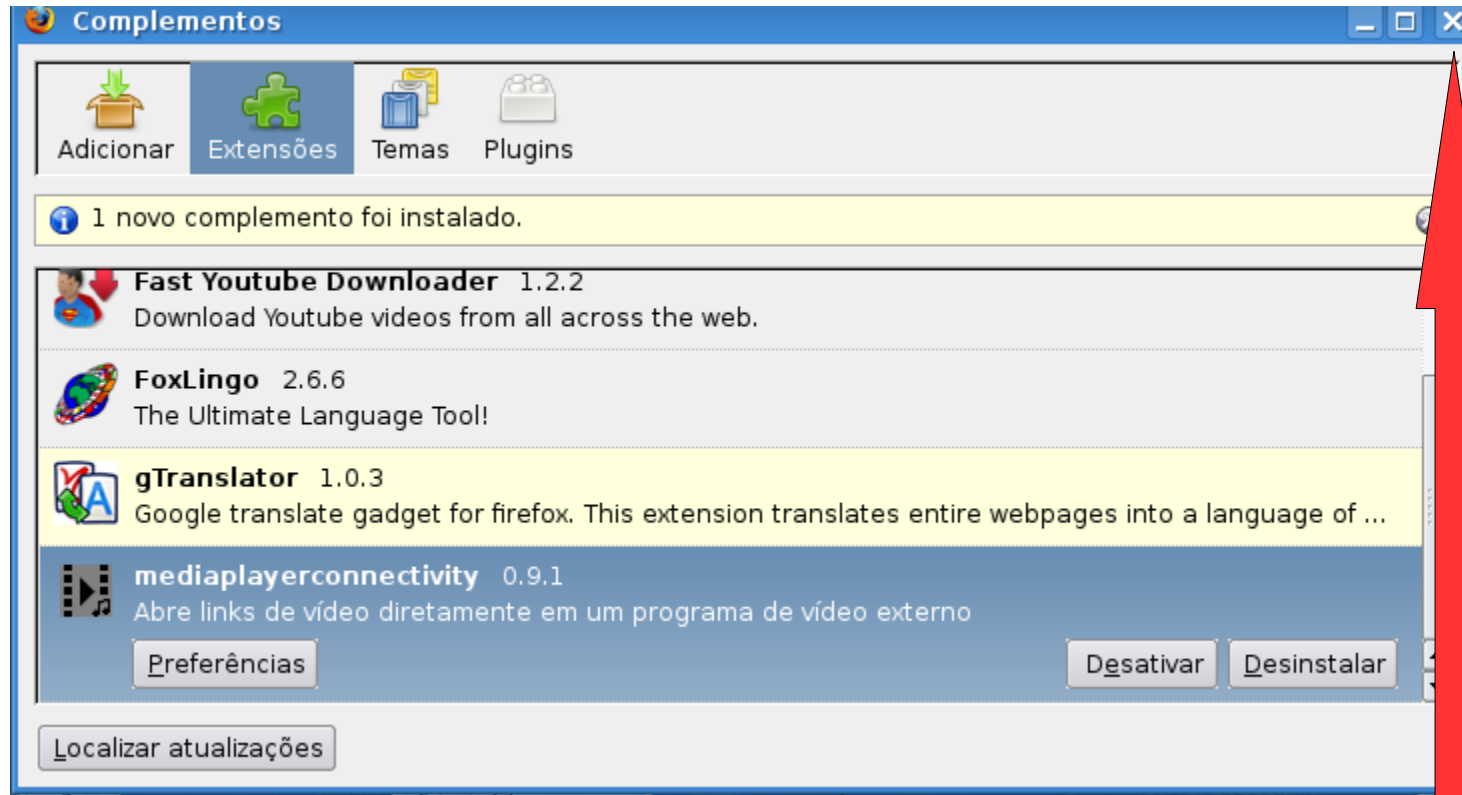 Complementos
Adicionar Extensões Temas Plugins
1 novo complemento foi instalado.
Fast Youtube Downloader 1.2.2
Download Youtube videos from all across the web.
FoxLingo 2.6.6
The Ultimate Language Tool!
gTranslator 1.0.3
Google translate gadget for firefox. This extension translates entire webpages into a language of ...
mediaplayerconnectivity 0.9.1
Abre links de vídeo diretamente em um programa de vídeo externo
Preferências Desativar Desinstalar
Localizar atualizações